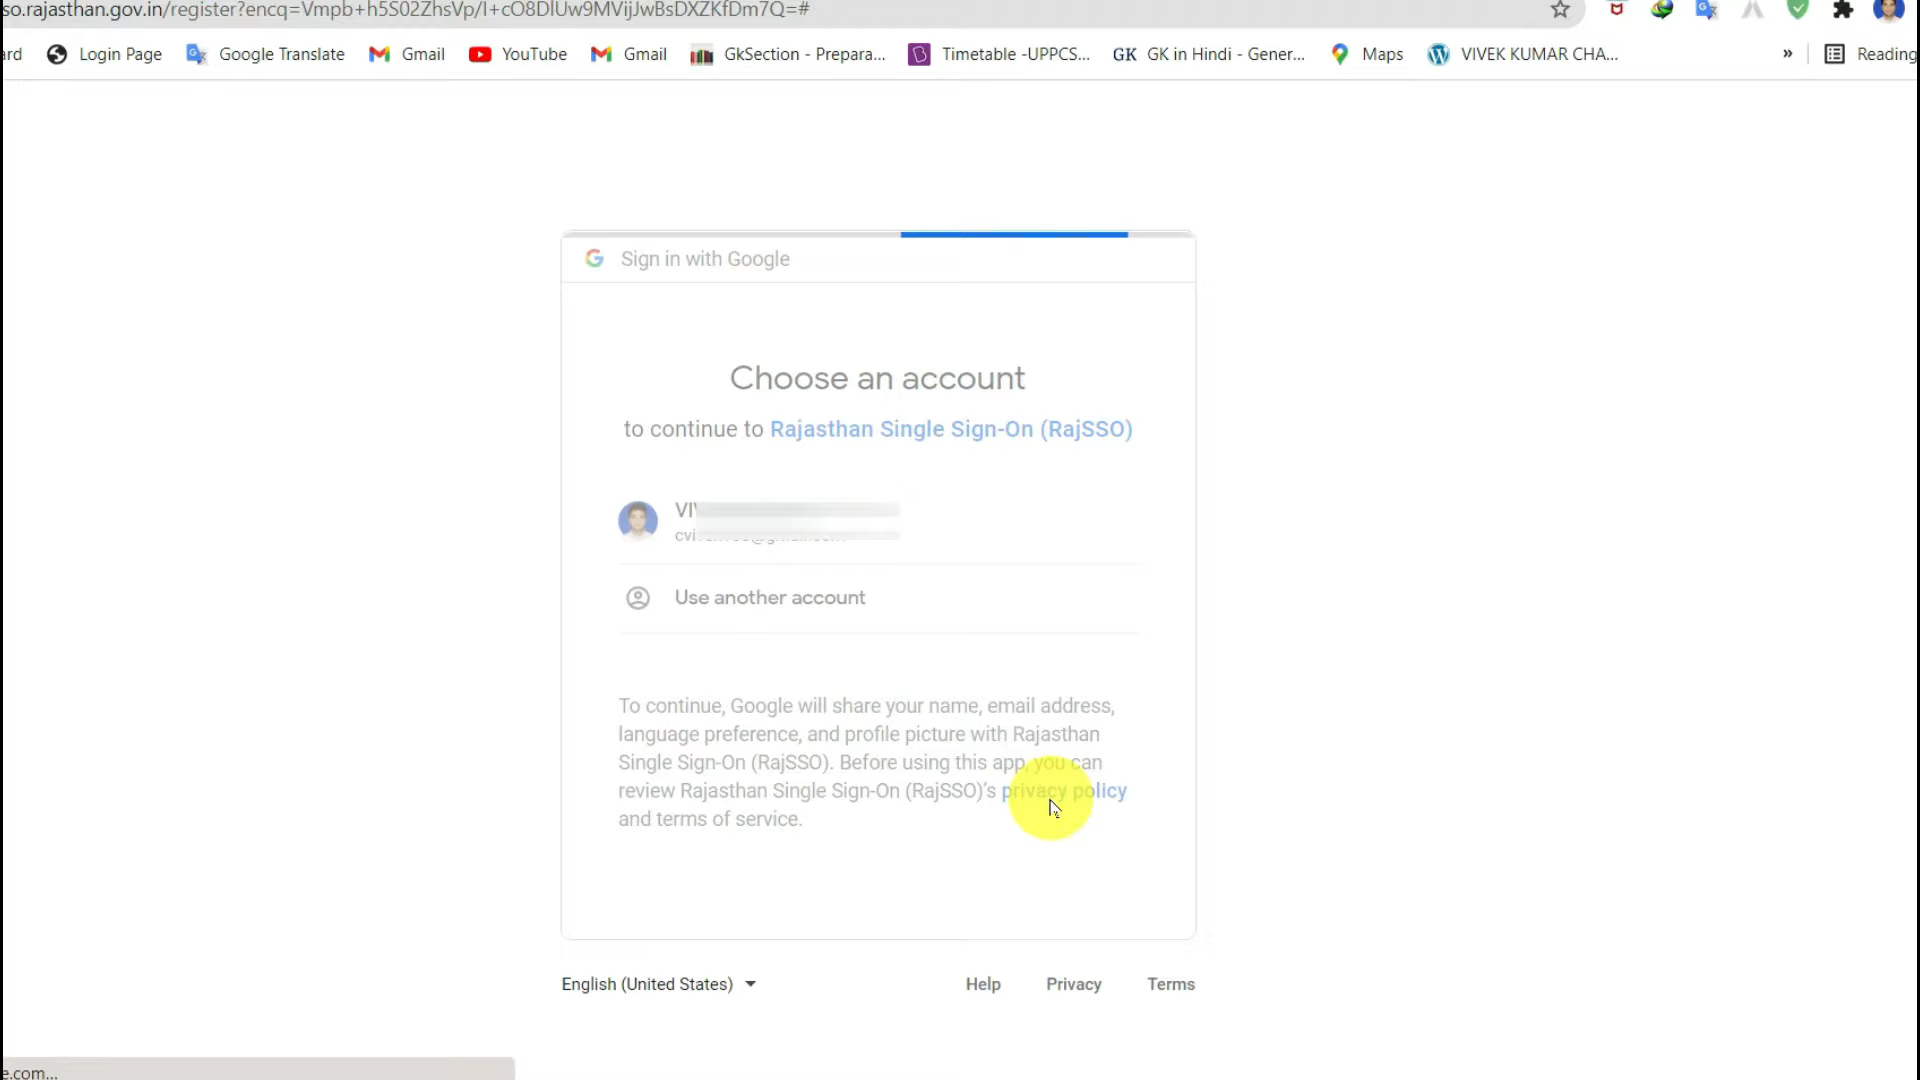 so.rajasthan.gov.in/register?encq=Vmpb+h5S02ZhsVp/I+cO8DlUw9MVijJwBsDXZKfDm7Q=#
ard Login Page Google Translate Gmail YouTube Gmail GkSection - Prepara... Timetable -UPPCS... GK GK in Hindi - Gener... Maps VIVEK KUMAR CHA... » Reading
Sign in with Google
Choose an account
to continue to Rajasthan Single Sign-On (RajSSO)
Use another account
To continue, Google will share your name, email address,
language preference, and profile picture with Rajasthan
Single Sign-On (RajSSO). Before using this app, you can
review Rajasthan Single Sign-On (RajSSO)'s privacy policy
and terms of service.
English (United States) Help Privacy Terms
e.com...